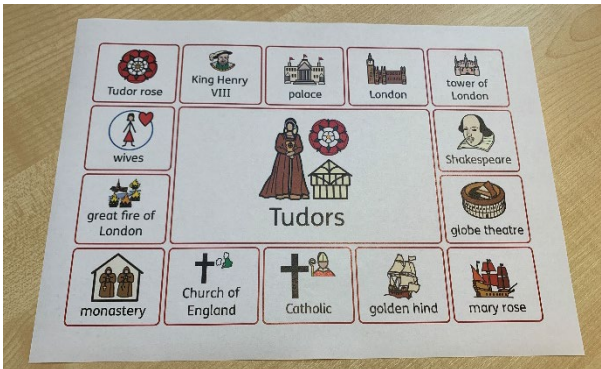 Tudor rose
King Henry
VIII
palace
London
tower of
London
wives
Tudors
Shakespeare
great fire of
London
globe theatre
monastery
Church of
England
Catholic
golden hind
mary rose